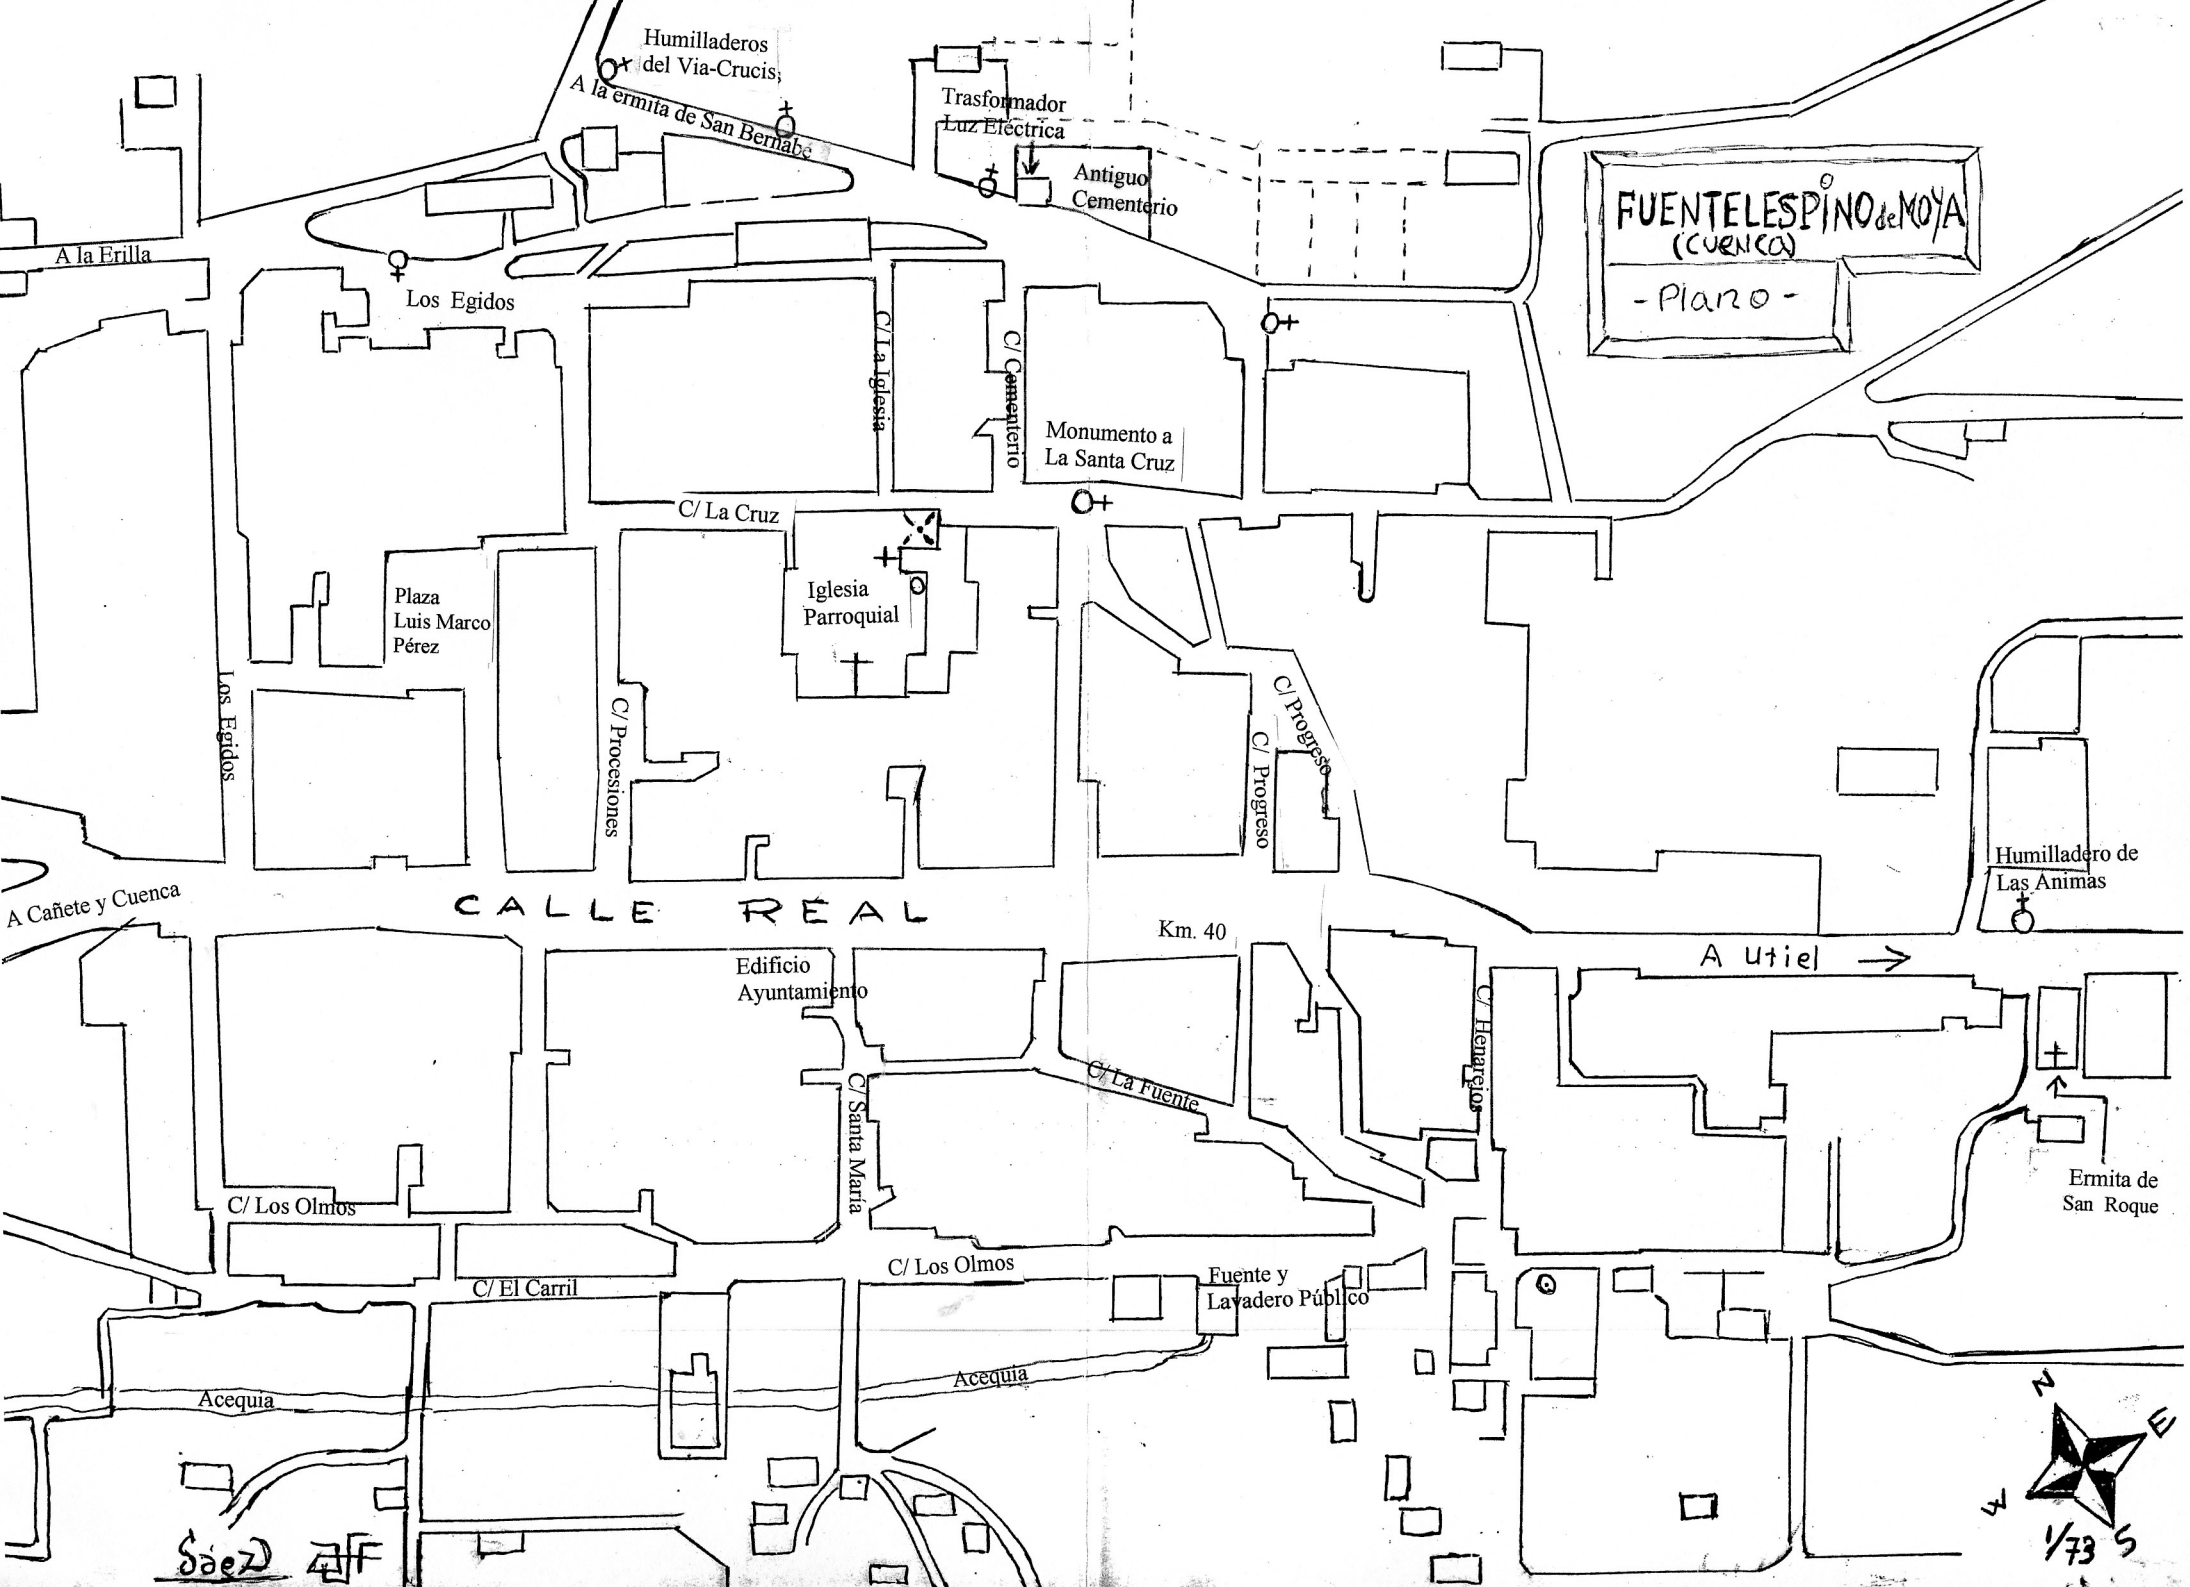 Humilladeros
del Via-Crucis,
A la ermita de San Bernabé
Trasformador
Luz Eléctrica
Antiguo
Cementerio
FUENTELESPINO de MOYA
(CUENCA)
- Plano -
A la Erilla
Los Egidos
C/ La Iglesia
C/ Cementerio
Monumento a
La Santa Cruz
C/ La Cruz
Iglesia
Parroquial
Plaza
Luis Marco
Pérez
Los Egidos
C/ Procesiones
C/ Progreso
C/ Progreso
Humilladero de
Las Animas
A Cañete y Cuenca
CALLE REAL
Km. 40
A Utiel
Edificio
Ayuntamiento
C/ Henarejos
C/ La Fuente
C/ Santa María
Ermita de
San Roque
C/ Los Olmos
C/ Los Olmos
C/ El Carril
Fuente y
Lavadero Público
Acequia
Acequia
N
E
S
1/73
Sáez